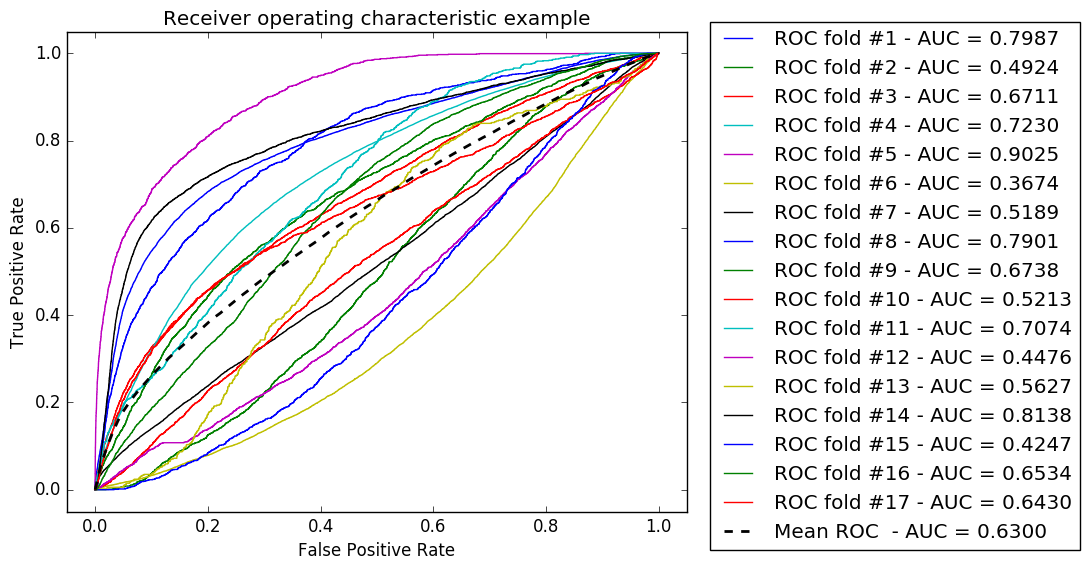 Receiver operating characteristic example
True Positive Rate
1.0
0.8
0.6
0.4
0.2
0.0
0.0 0.2 0.4 0.6 0.8 1.0
False Positive Rate
ROC fold #1 - AUC = 0.7987
ROC fold #2 - AUC = 0.4924
ROC fold #3 - AUC = 0.6711
ROC fold #4 - AUC = 0.7230
ROC fold #5 - AUC = 0.9025
ROC fold #6 - AUC = 0.3674
ROC fold #7 - AUC = 0.5189
ROC fold #8 - AUC = 0.7901
ROC fold #9 - AUC = 0.6738
ROC fold #10 - AUC = 0.5213
ROC fold #11 - AUC = 0.7074
ROC fold #12 - AUC = 0.4476
ROC fold #13 - AUC = 0.5627
ROC fold #14 - AUC = 0.8138
ROC fold #15 - AUC = 0.4247
ROC fold #16 - AUC = 0.6534
ROC fold #17 - AUC = 0.6430
Mean ROC  - AUC = 0.6300